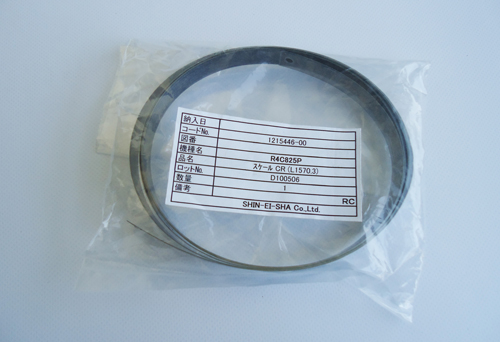 納入日
コードNo. 1215446-00
図番
機種名 R4C825P
品名 スケール CR (L1570.3)
ロットNo. D100506
数量 1
備考 RC
SHIN-EI-SHA Co.,Ltd.